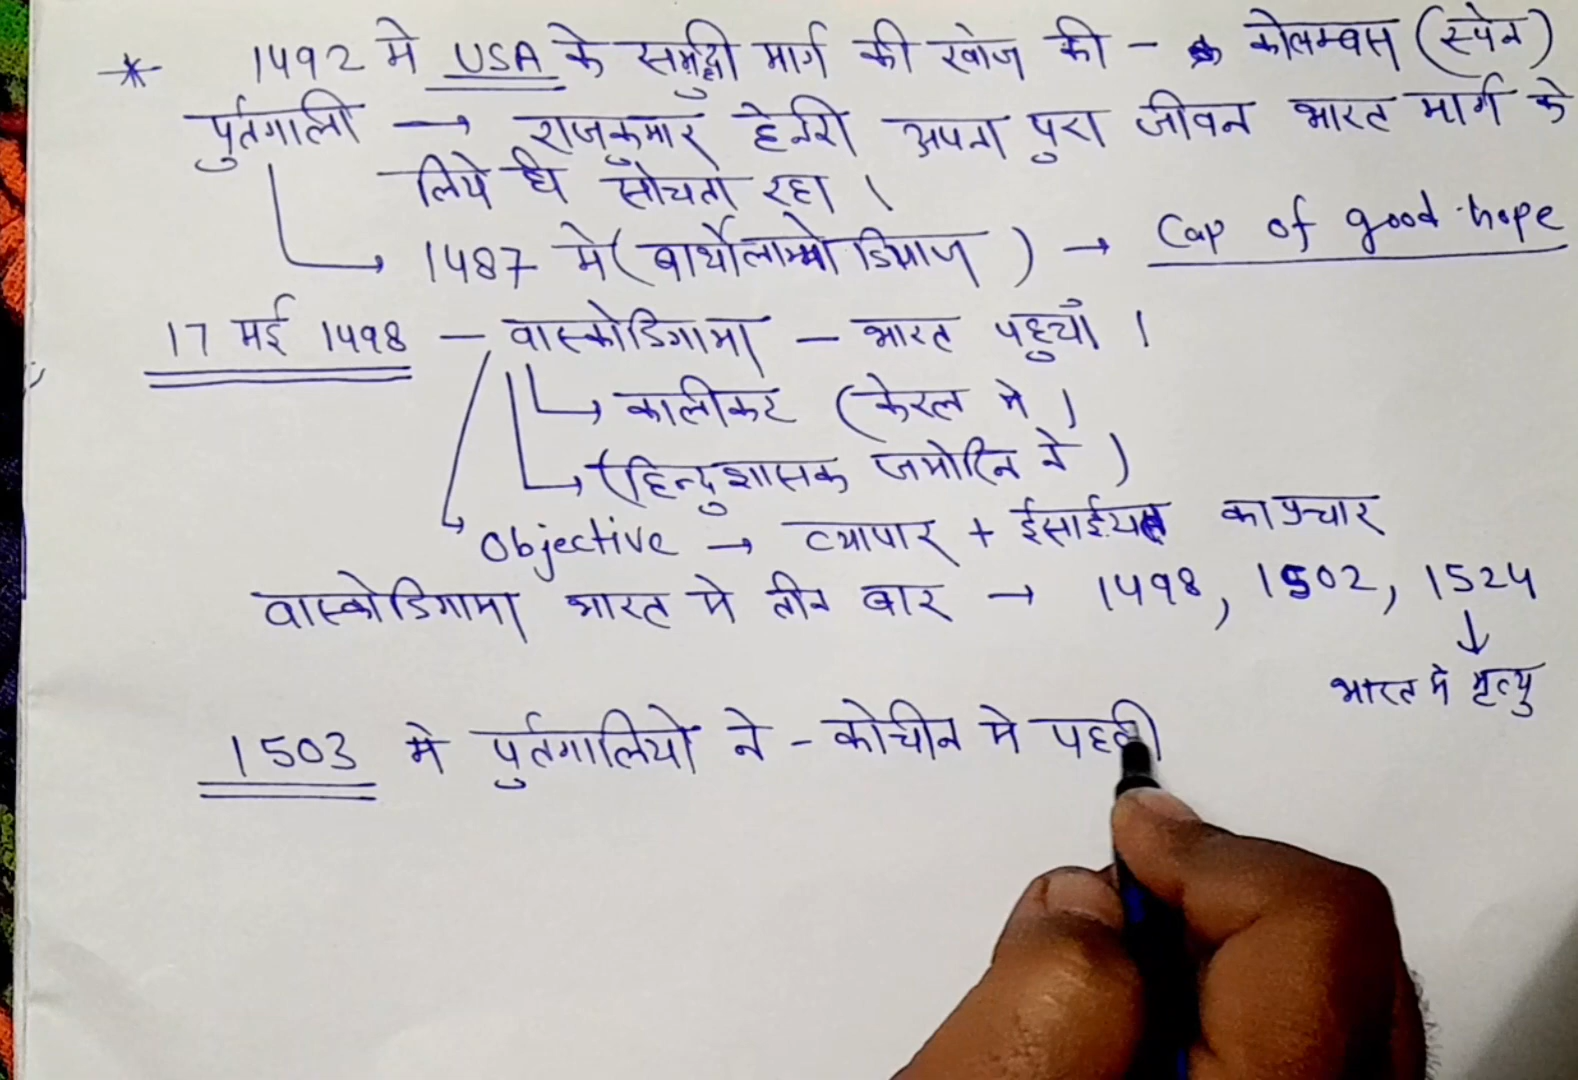 * 1492 मे USA के समुद्री मार्ग की खोज की - कोलम्बस (स्पेन)
पुर्तगाली → राजकुमार हेनरी अपना पुरा जीवन भारत मार्ग के
लिये ही सोचता रहा ।
→ 1487 मे (बार्थोलाम्यो डियाज) → Cap of good hope
17 मई 1498 - वास्कोडिगामा - भारत पहुचाँ ।
→ कालीकट (केरल मे)
→ (हिन्दुशासक जमोरिन ने)
objective → व्यापार + ईसाईयत का प्रचार
वास्कोडिगामा भारत मे तीन बार → 1498, 1502, 1524
↓
भारत मे मृत्यु
1503 मे पुर्तगालियो ने - कोचीन मे पहली